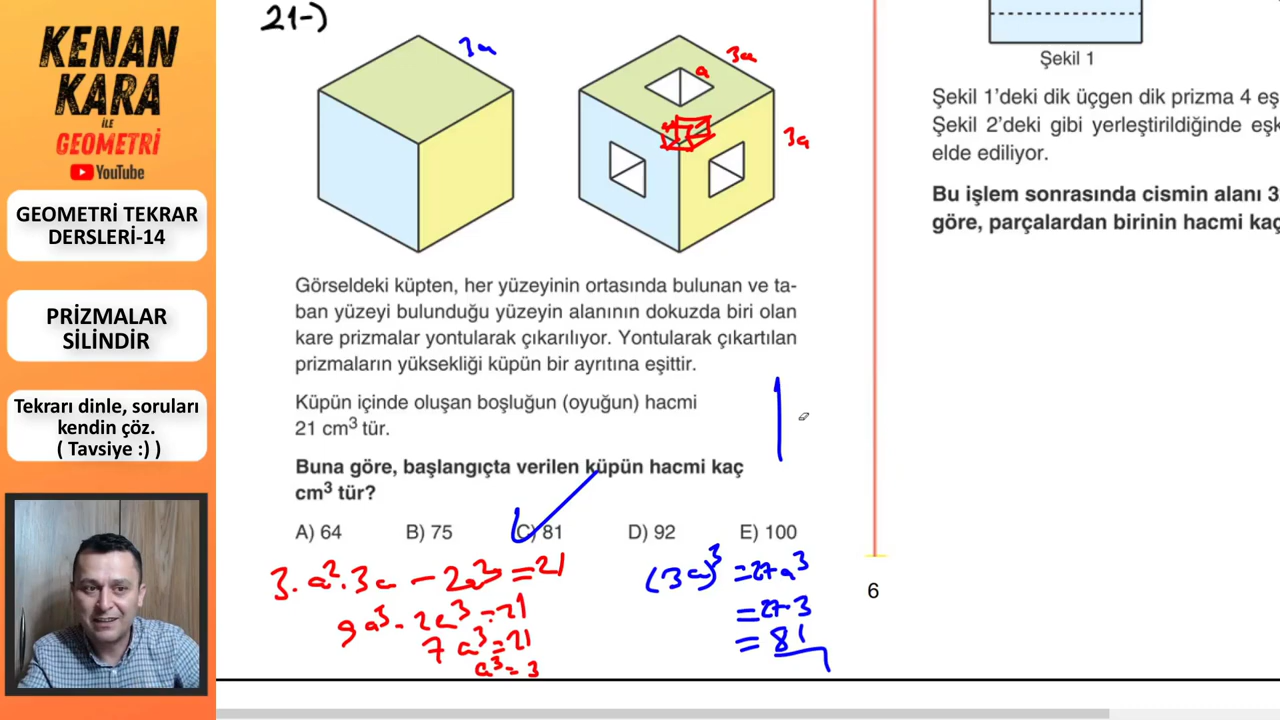 KENAN
KARA
İLE
GEOMETRİ
YouTube
GEOMETRİ TEKRAR
DERSLERİ-14
PRİZMALAR
SİLİNDİR
Tekrarı dinle, soruları
kendin çöz.
( Tavsiye :) )
21-)
3a
3a
a
3a
Görseldeki küpten, her yüzeyinin ortasında bulunan ve ta-
ban yüzeyi bulunduğu yüzeyin alanının dokuzda biri olan
kare prizmalar yontularak çıkarılıyor. Yontularak çıkartılan
prizmaların yüksekliği küpün bir ayrıtına eşittir.
Küpün içinde oluşan boşluğun (oyuğun) hacmi
21 cm³ tür.
Buna göre, başlangıçta verilen küpün hacmi kaç
cm³ tür?
A) 64 B) 75 C) 81 D) 92 E) 100
3. a². 3a - 2a³ = 21
9a³ - 2a³ = 21
7a³ = 21
a³ = 3
(3a)³ = 27a³
= 27.3
= 81
Şekil 1
Şekil 1'deki dik üçgen dik prizma 4 eş
Şekil 2'deki gibi yerleştirildiğinde eşk
elde ediliyor.
Bu işlem sonrasında cismin alanı 3
göre, parçalardan birinin hacmi kaç
6